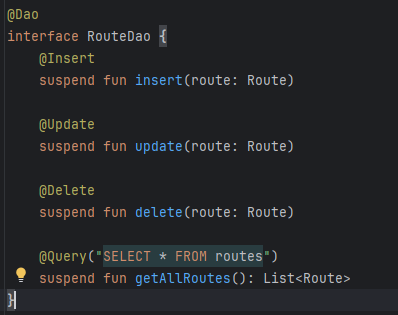 @Dao
interface RouteDao {
    @Insert
    suspend fun insert(route: Route)

    @Update
    suspend fun update(route: Route)

    @Delete
    suspend fun delete(route: Route)

    @Query("SELECT * FROM routes")
    suspend fun getAllRoutes(): List<Route>
}